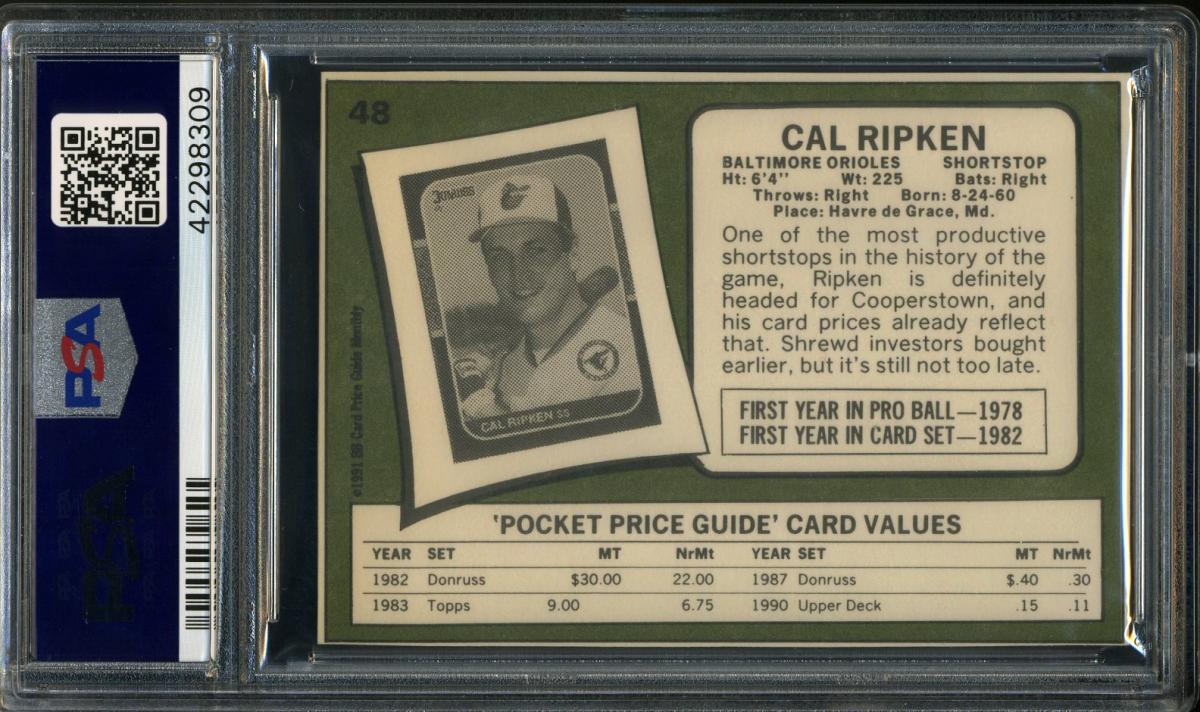 42298309
PSA
PSA
48
Donruss
CAL RIPKEN SS
©1991 BB Card Price Guide Monthly
CAL RIPKEN
BALTIMORE ORIOLES SHORTSTOP
Ht: 6'4'' Wt: 225 Bats: Right
Throws: Right Born: 8-24-60
Place: Havre de Grace, Md.
One of the most productive
shortstops in the history of the
game, Ripken is definitely
headed for Cooperstown, and
his card prices already reflect
that. Shrewd investors bought
earlier, but it's still not too late.
FIRST YEAR IN PRO BALL—1978
FIRST YEAR IN CARD SET—1982
'POCKET PRICE GUIDE' CARD VALUES
YEAR SET MT NrMt YEAR SET MT NrMt
1982 Donruss $30.00 22.00 1987 Donruss $.40 .30
1983 Topps 9.00 6.75 1990 Upper Deck .15 .11